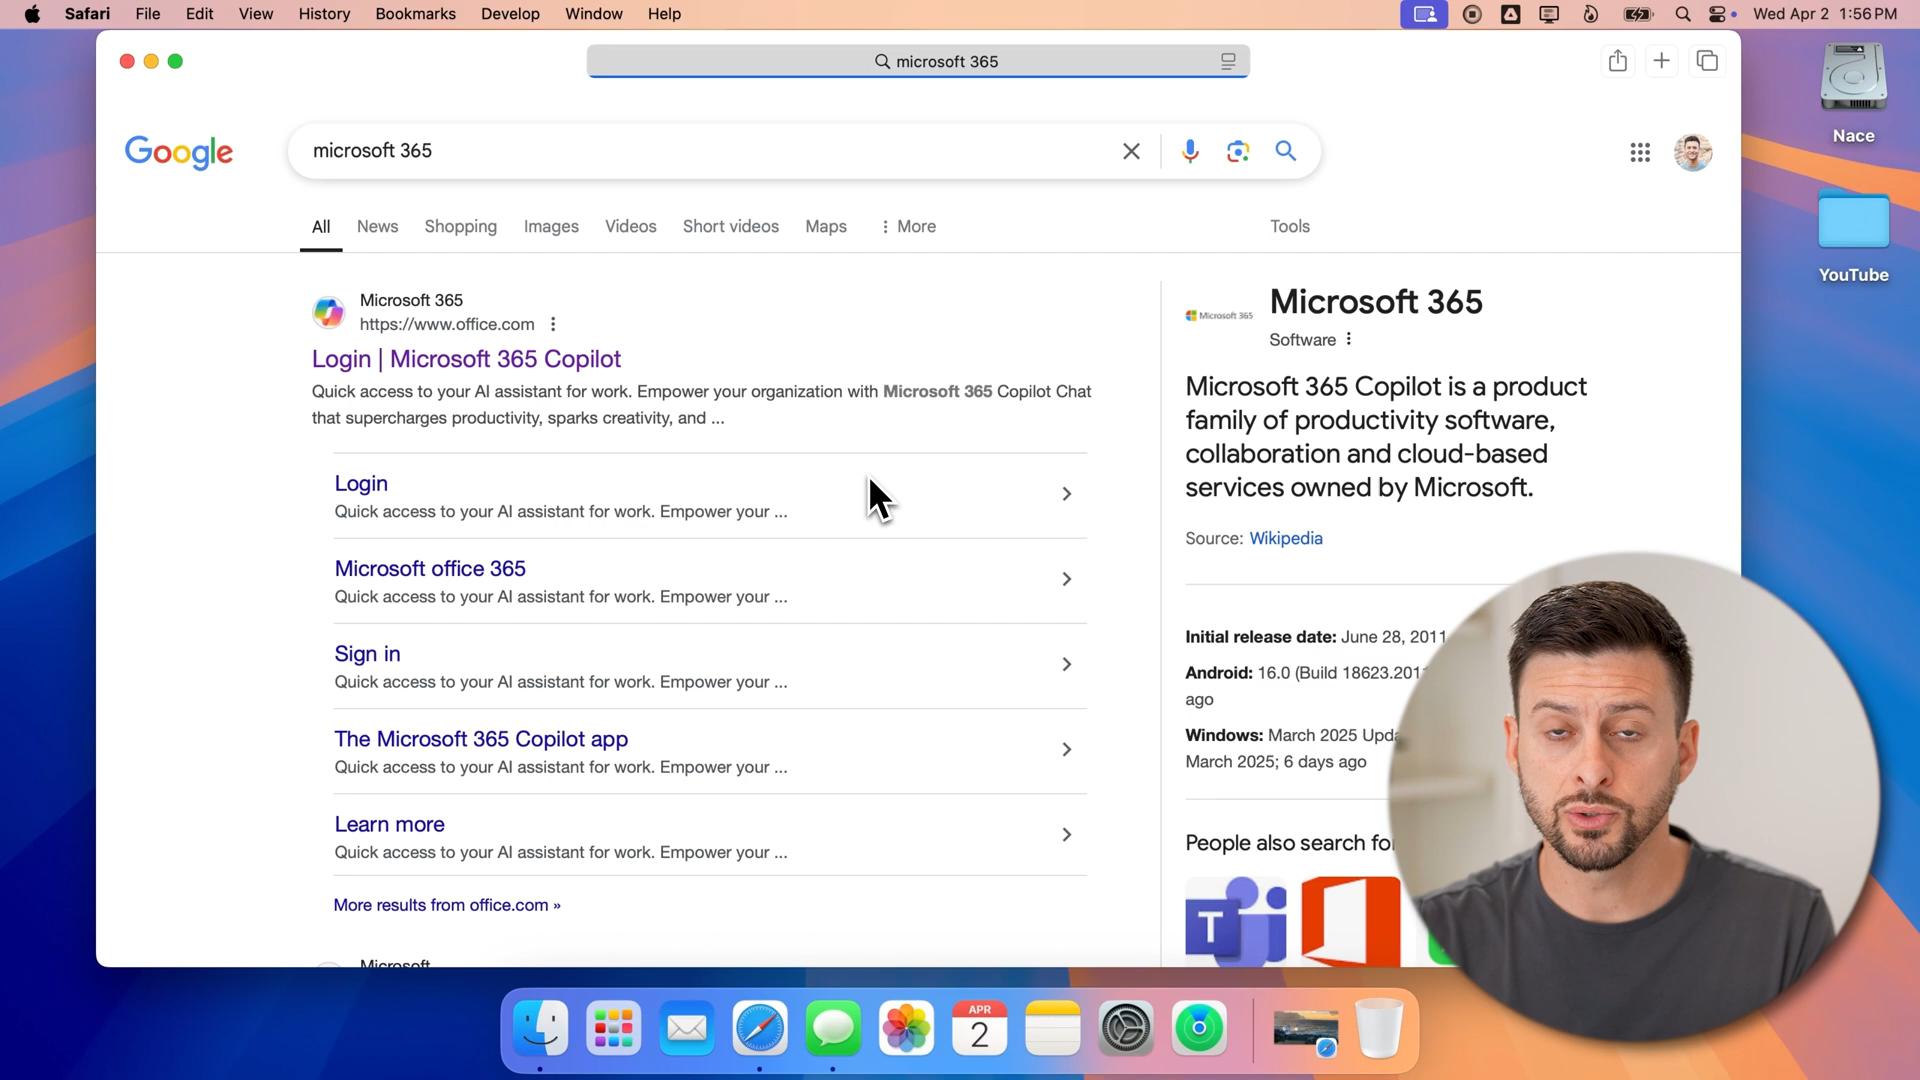 Safari File Edit View History Bookmarks Develop Window Help
Wed Apr 2 1:56 PM
microsoft 365
Google
microsoft 365
All News Shopping Images Videos Short videos Maps More Tools
Microsoft 365
https://www.office.com
Login | Microsoft 365 Copilot
Quick access to your AI assistant for work. Empower your organization with Microsoft 365 Copilot Chat
that supercharges productivity, sparks creativity, and ...
Login
Quick access to your AI assistant for work. Empower your ...
Microsoft office 365
Quick access to your AI assistant for work. Empower your ...
Sign in
Quick access to your AI assistant for work. Empower your ...
The Microsoft 365 Copilot app
Quick access to your AI assistant for work. Empower your ...
Learn more
Quick access to your AI assistant for work. Empower your ...
More results from office.com »
Microsoft
Microsoft 365
Microsoft 365
Software
Microsoft 365 Copilot is a product
family of productivity software,
collaboration and cloud-based
services owned by Microsoft.
Source: Wikipedia
Initial release date: June 28, 2011
Android: 16.0 (Build
ago
Windows: March 2025
March 2025; 6 days ago
People also search
T
Nace
YouTube
APR
2